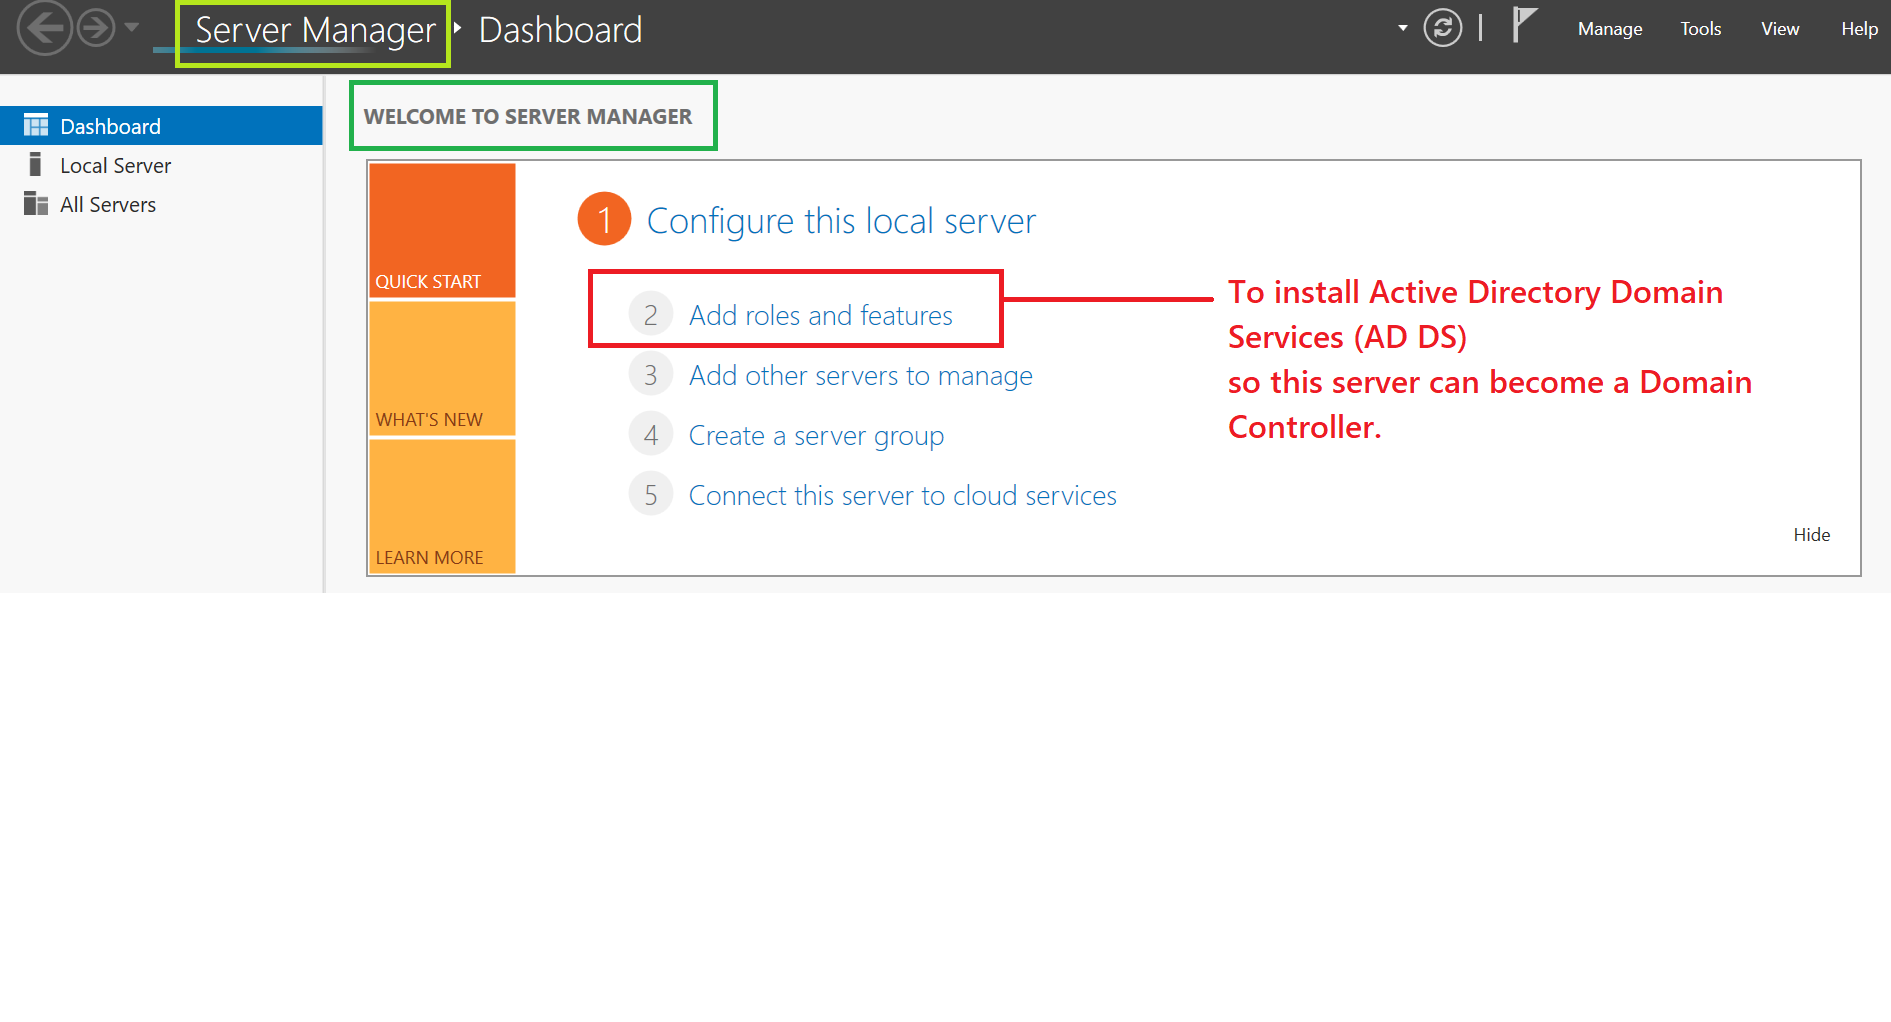 Server Manager
Dashboard
Manage
Tools
View
Help
Dashboard
Local Server
All Servers
WELCOME TO SERVER MANAGER
QUICK START
WHAT'S NEW
LEARN MORE
1 Configure this local server
2 Add roles and features
3 Add other servers to manage
4 Create a server group
5 Connect this server to cloud services
To install Active Directory Domain
Services (AD DS)
so this server can become a Domain
Controller.
Hide